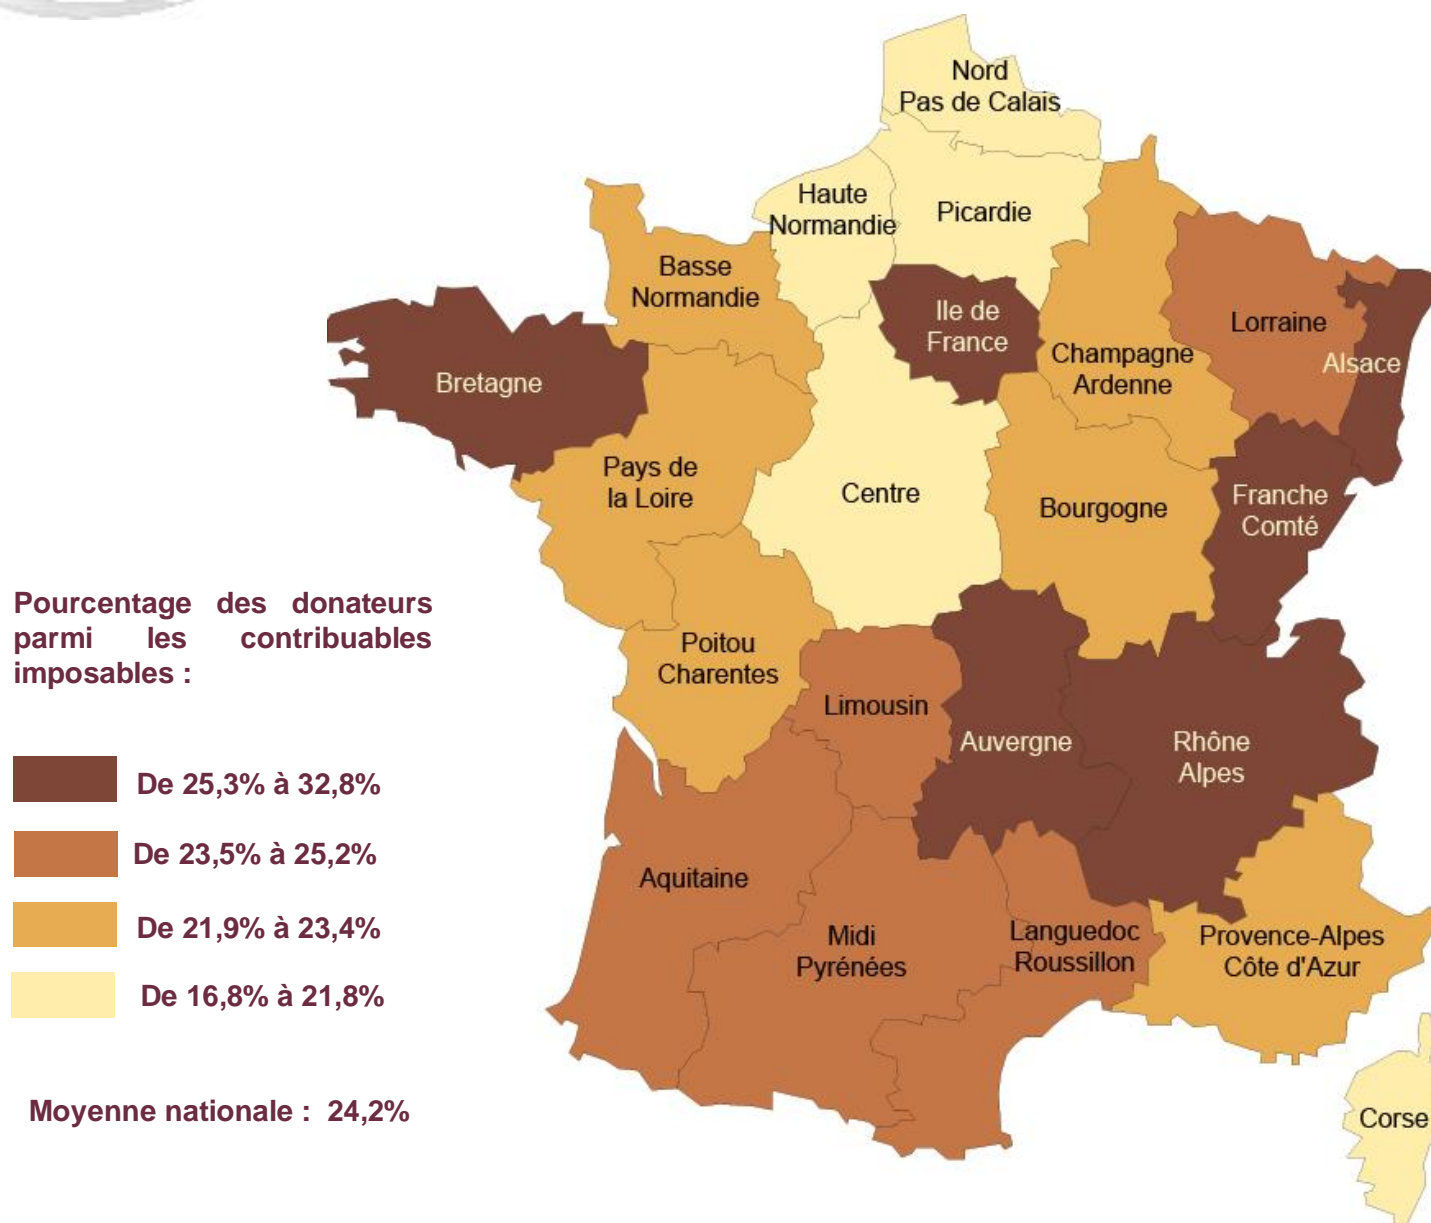 Nord
Pas de Calais
Haute
Normandie
Picardie
Basse
Normandie
Ile de
France
Lorraine
Champagne
Ardenne
Alsace
Bretagne
Pays de
la Loire
Centre
Bourgogne
Franche
Comté
Pourcentage des donateurs
parmi les contribuables
imposables :
Poitou
Charentes
Limousin
Auvergne
Rhône
Alpes
De 25,3% à 32,8%
De 23,5% à 25,2%
De 21,9% à 23,4%
De 16,8% à 21,8%
Aquitaine
Midi
Pyrénées
Languedoc
Roussillon
Provence-Alpes
Côte d'Azur
Moyenne nationale : 24,2%
Corse